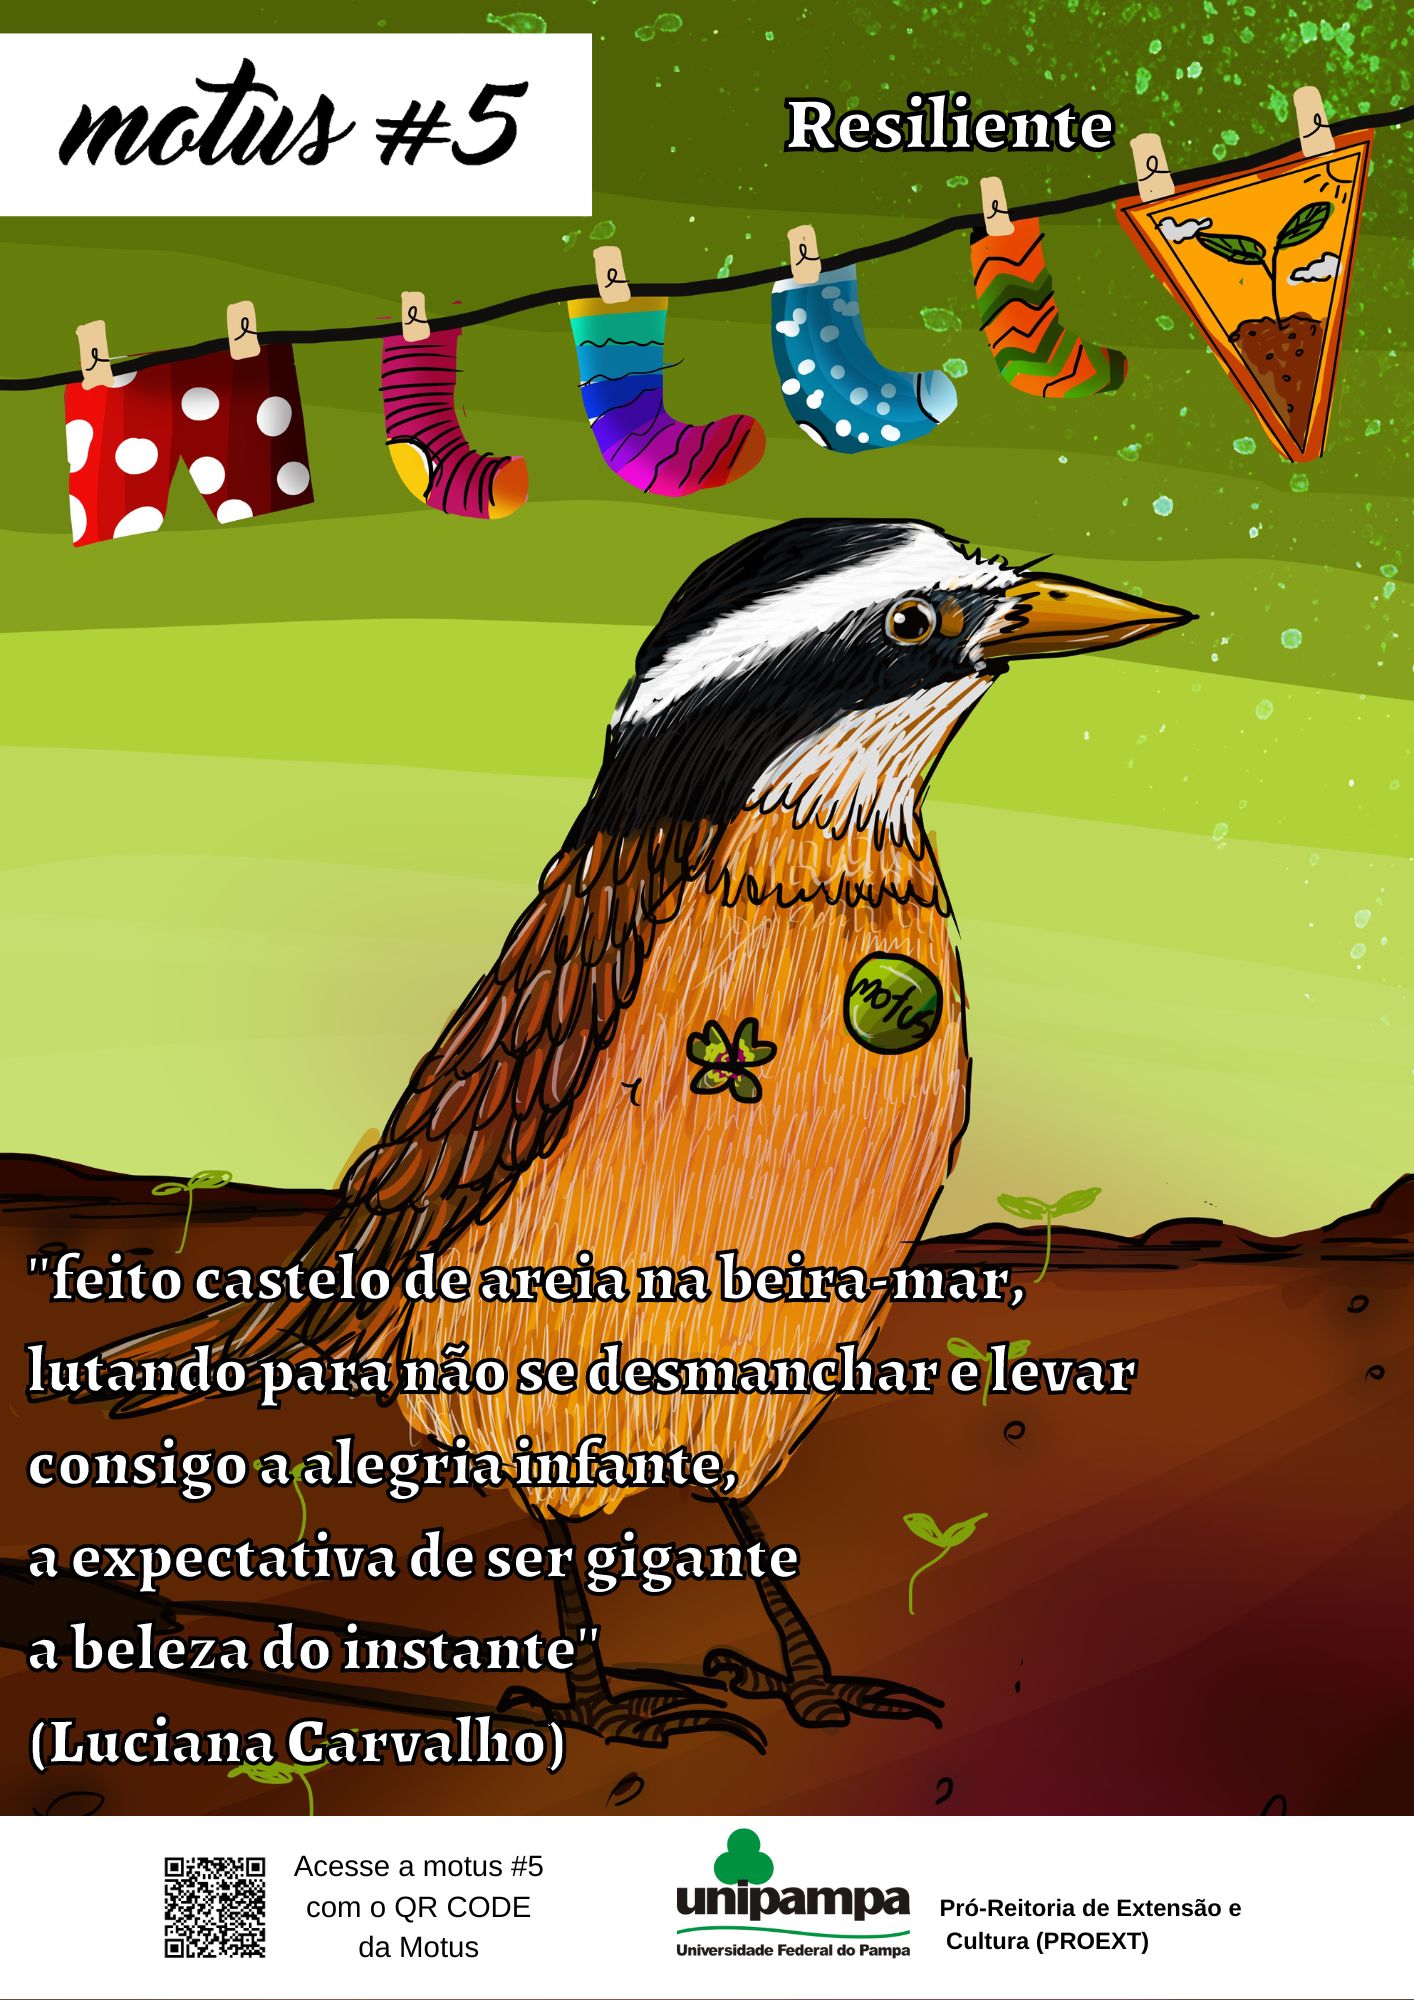 motus #5
Resiliente
motus
"feito castelo de areia na beira-mar,
lutando para não se desmanchar e levar
consigo a alegria infante,
a expectativa de ser gigante
a beleza do instante"
(Luciana Carvalho)
Acesse a motus #5
com o QR CODE
da Motus
unipampa
Universidade Federal do Pampa
Pró-Reitoria de Extensão e
Cultura (PROEXT)